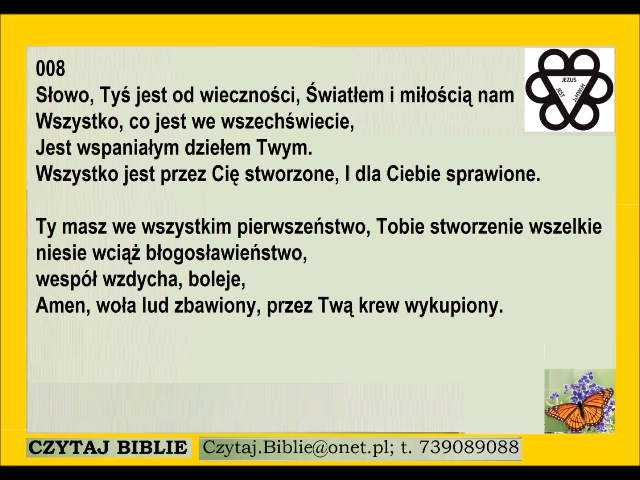 008
Słowo, Tyś jest od wieczności, Światłem i miłością nam
Wszystko, co jest we wszechświecie,
Jest wspaniałym dziełem Twym.
Wszystko jest przez Cię stworzone, I dla Ciebie sprawione.
Ty masz we wszystkim pierwszeństwo, Tobie stworzenie wszelkie
niesie wciąż błogosławieństwo,
wespół wzdycha, boleje,
Amen, woła lud zbawiony, przez Twą krew wykupiony.
JEZUS
JEST
CZYTAJ BIBLIE
Czytaj.Biblie@onet.pl; t. 739089088